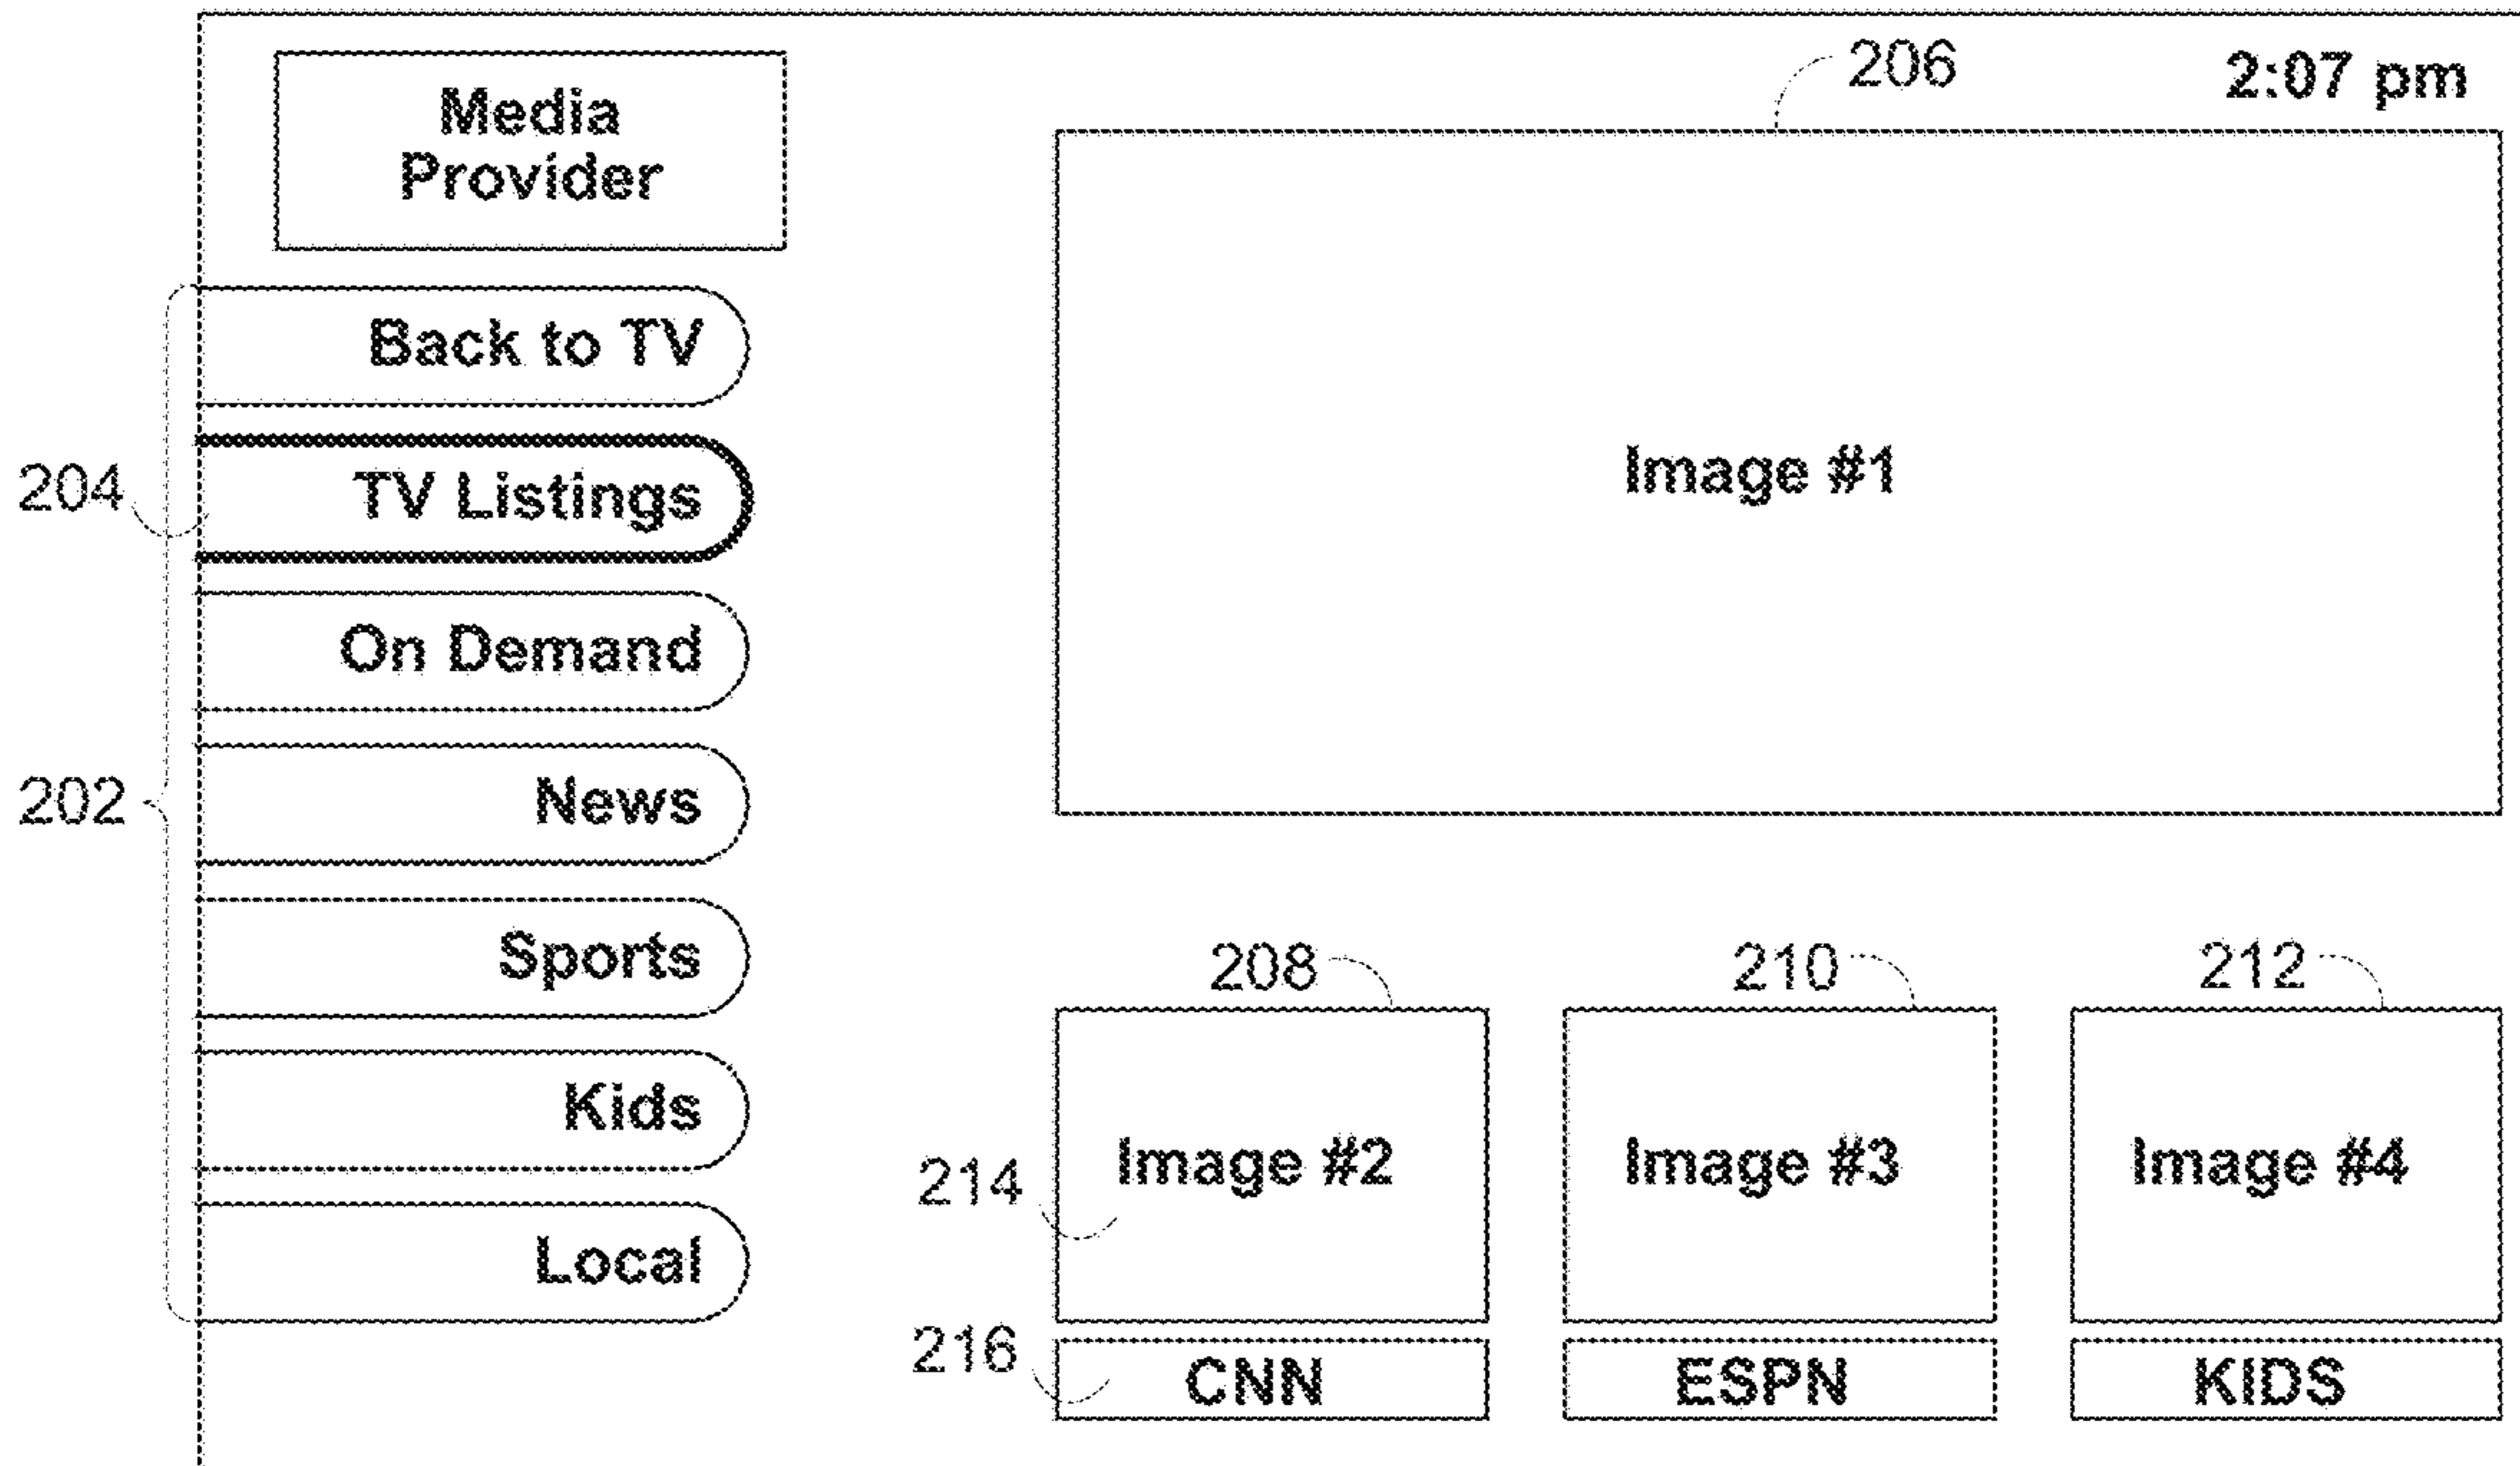 206
2:07 pm
Media
Provider
Back to TV
204
TV Listings
Image #1
On Demand
202
News
Sports
208
210
212
Kids
214
Image #2
Image #3
Image #4
Local
216
CNN
ESPN
KIDS